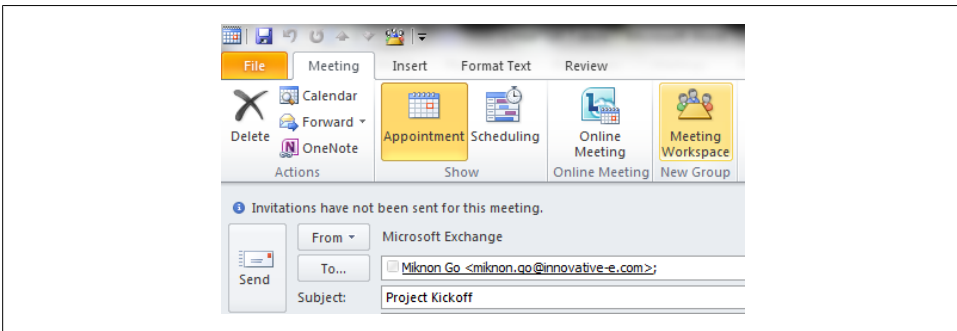 File Meeting Insert Format Text Review
Delete
Calendar
Forward
OneNote
Actions
Appointment Scheduling
Show
Online
Meeting
Online Meeting
Meeting
Workspace
New Group
Invitations have not been sent for this meeting.
Send
From Microsoft Exchange
To... Miknon Go <miknon.go@innovative-e.com>;
Subject: Project Kickoff